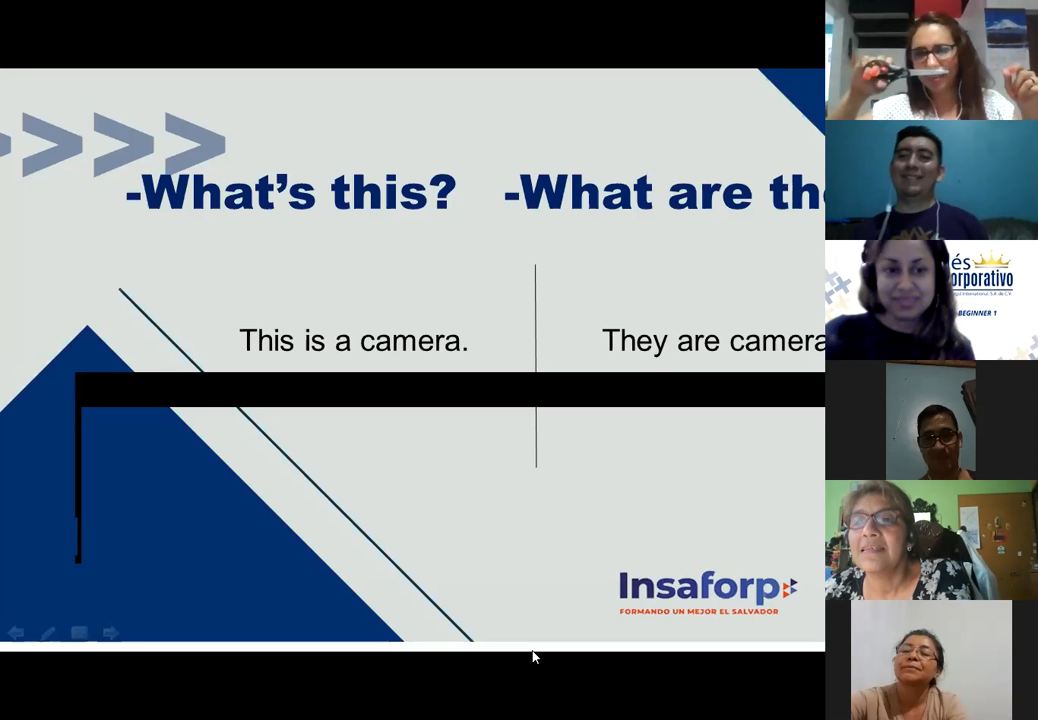 -What's this?
-What are the
This is a camera.
They are camera
Insaforp
FORMANDO UN MEJOR EL SALVADOR
és
orporativo
BEGINNER 1